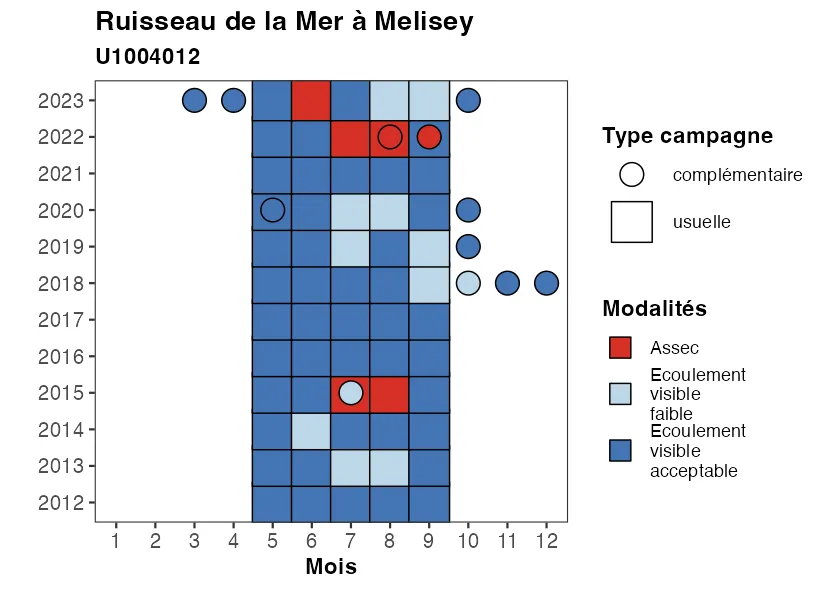 Ruisseau de la Mer à Melisey
U1004012
2023
2022
2021
2020
2019
2018
2017
2016
2015
2014
2013
2012
1 2 3 4 5 6 7 8 9 10 11 12
Mois
Type campagne
complémentaire
usuelle
Modalités
Assec
Ecoulement
visible
faible
Ecoulement
visible
acceptable